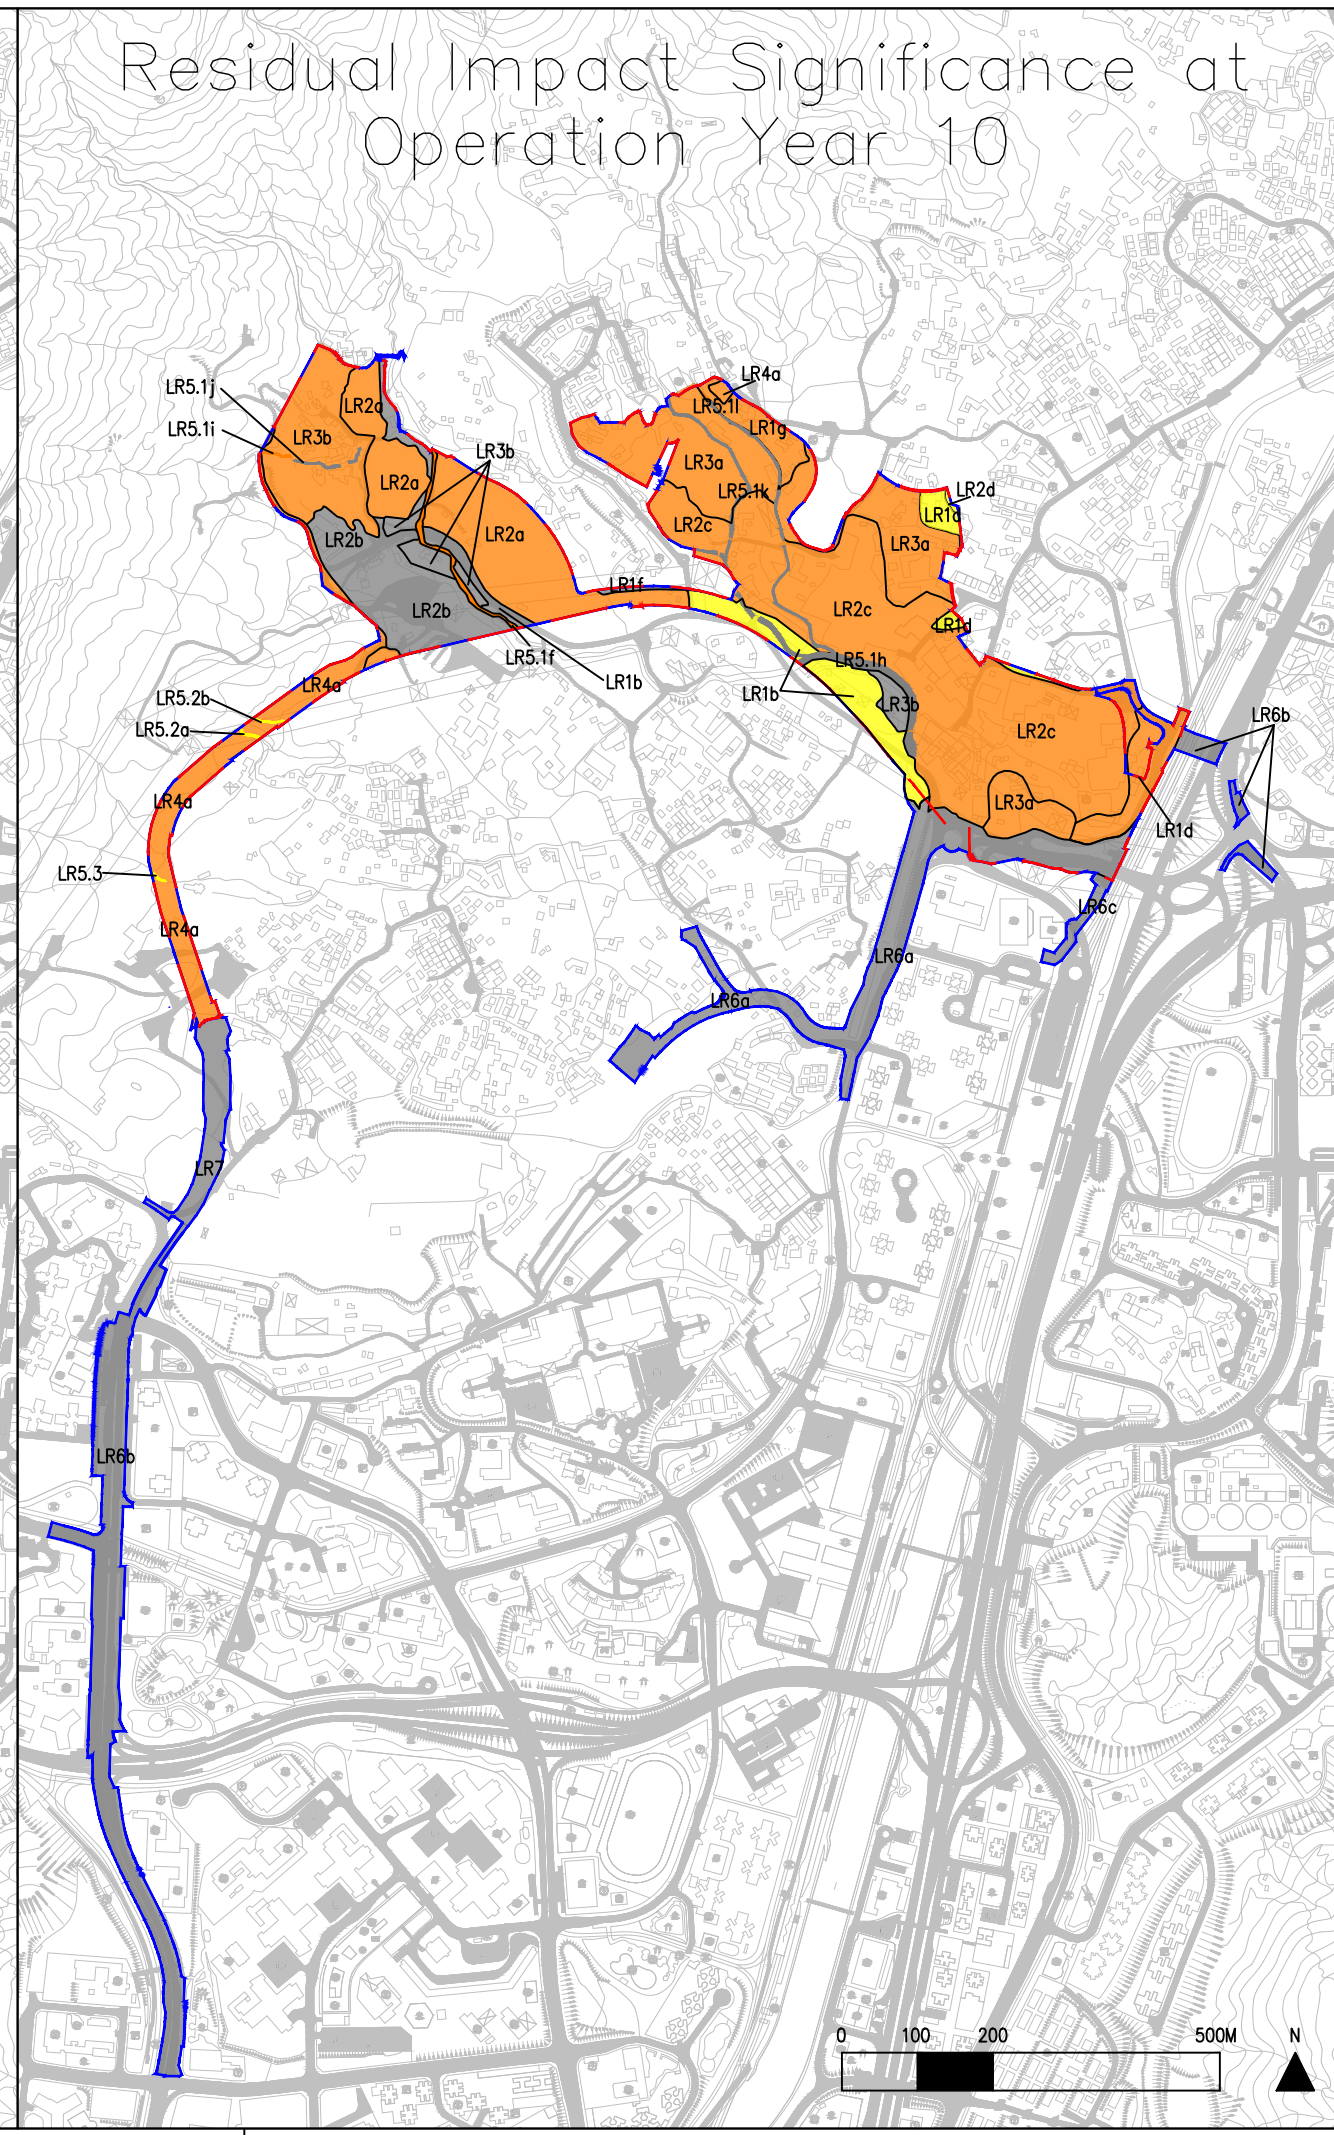 Residual Impact Significance at
Operation Year 10
LR4a
LR5.1j
LR2a
LR5.1l
LR5.1i
LR1g
LR3b
LR3b
LR3a
LR2a
LR5.1k
LR2d
LR1d
LR2c
LR2a
LR2b
LR3a
LR1f
LR2b
LR2c
LR1d
LR5.1f
LR5.1h
LR1b
LR4a
LR1b
LR5.2b
LR3b
LR6b
LR5.2a
LR2c
LR4a
LR3a
LR1d
LR5.3
LR6c
LR4a
LR6a
LR6a
LR7
LR6b
0 100 200 500M N